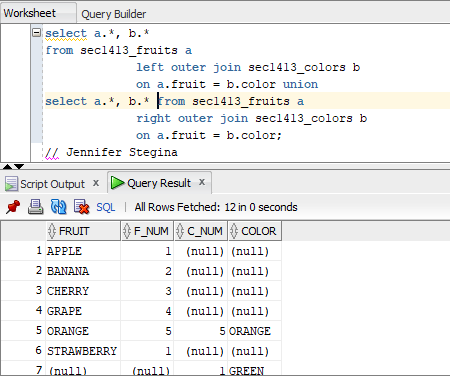 Worksheet Query Builder
select a.*, b.*
from sec1413_fruits a
left outer join sec1413_colors b
on a.fruit = b.color union
select a.*, b.* from sec1413_fruits a
right outer join sec1413_colors b
on a.fruit = b.color;
// Jennifer Stegina
Script Output x Query Result x
SQL | All Rows Fetched: 12 in 0 seconds
FRUIT F_NUM C_NUM COLOR
1 APPLE 1 (null) (null)
2 BANANA 2 (null) (null)
3 CHERRY 3 (null) (null)
4 GRAPE 4 (null) (null)
5 ORANGE 5 5 ORANGE
6 STRAWBERRY 1 (null) (null)
7 (null) (null) 1 GREEN